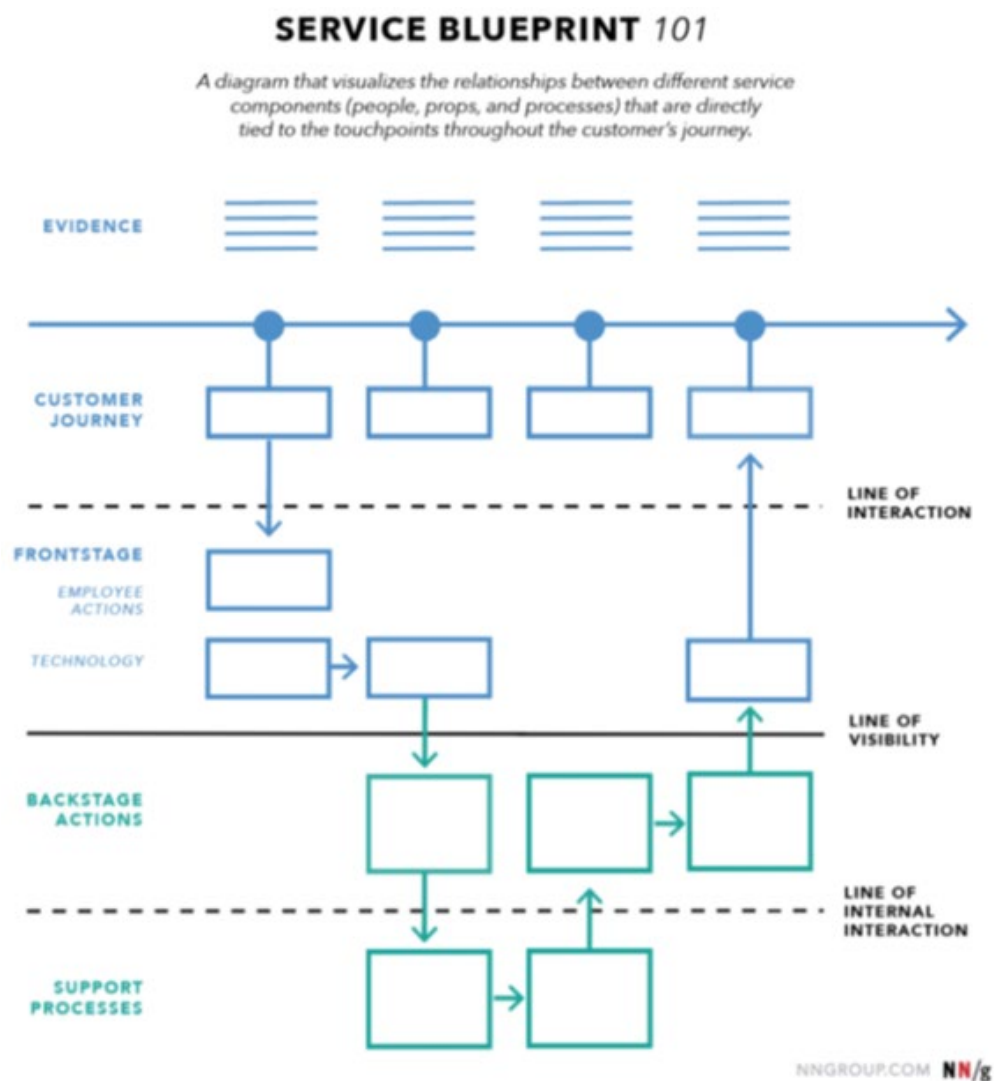 SERVICE BLUEPRINT 101
A diagram that visualizes the relationships between different service
components (people, props, and processes) that are directly
tied to the touchpoints throughout the customer's journey.
EVIDENCE
CUSTOMER
JOURNEY
LINE OF
INTERACTION
FRONTSTAGE
EMPLOYEE
ACTIONS
TECHNOLOGY
LINE OF
VISIBILITY
BACKSTAGE
ACTIONS
LINE OF
INTERNAL
INTERACTION
SUPPORT
PROCESSES
NNGROUP.COM NN/g